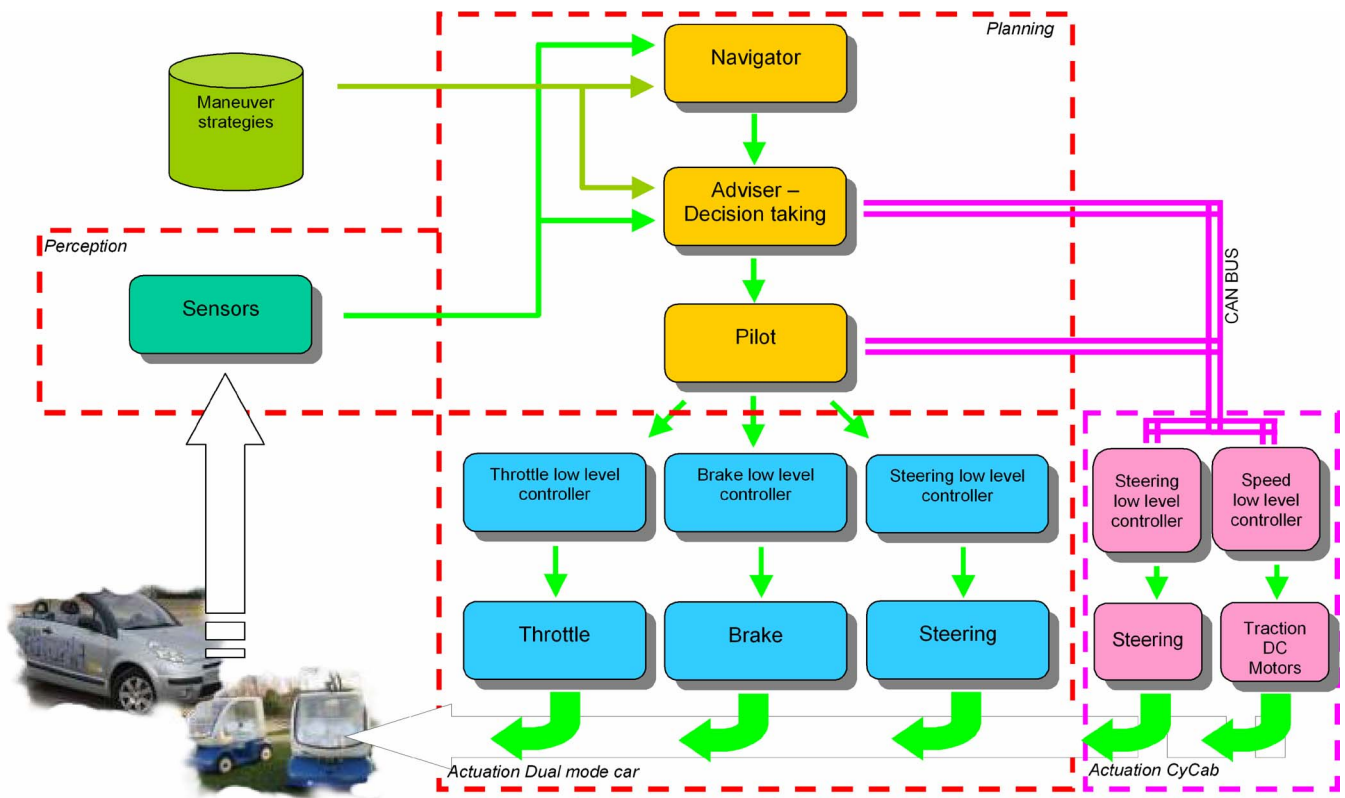 Planning
Navigator
Maneuver
strategies
Adviser –
Decision taking
Perception
Sensors
CAN BUS
Pilot
Throttle low level
controller
Brake low level
controller
Steering low level
controller
Steering
low level
controller
Speed
low level
controller
Throttle
Brake
Steering
Steering
Traction
DC
Motors
Actuation Dual mode car
Actuation CyCab